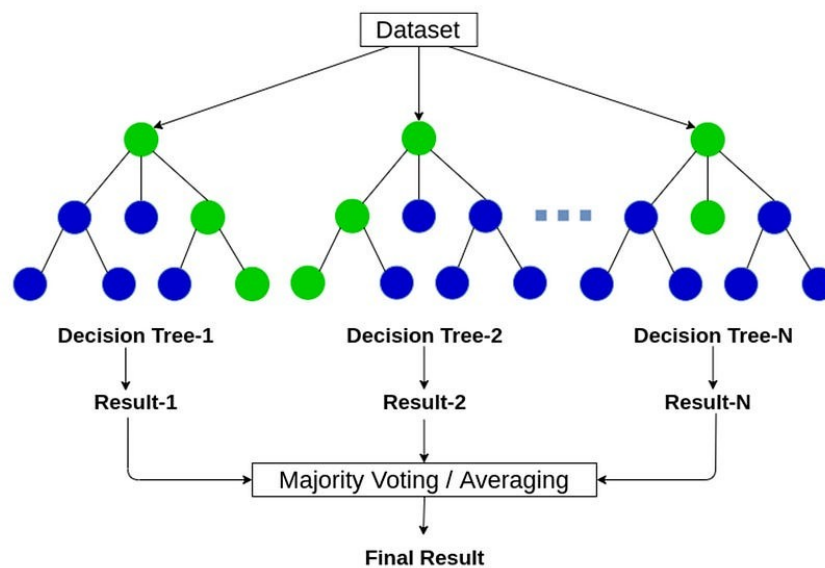 Dataset
Decision Tree-1
Decision Tree-2
Decision Tree-N
Result-1
Result-2
Result-N
Majority Voting / Averaging
Final Result